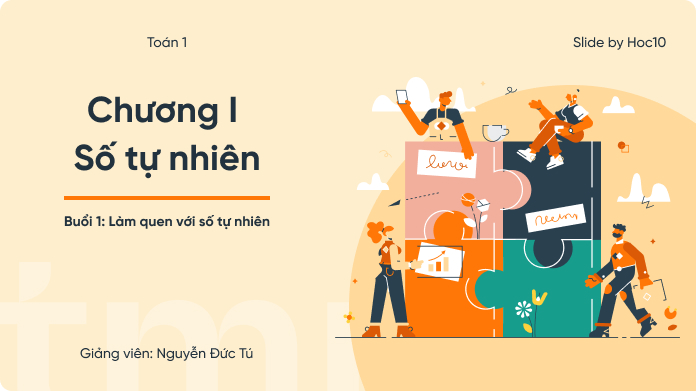 Toán 1
Slide by Hoc10
Chương I
Số tự nhiên
Buổi 1: Làm quen với số tự nhiên
Giảng viên: Nguyễn Đức Tú